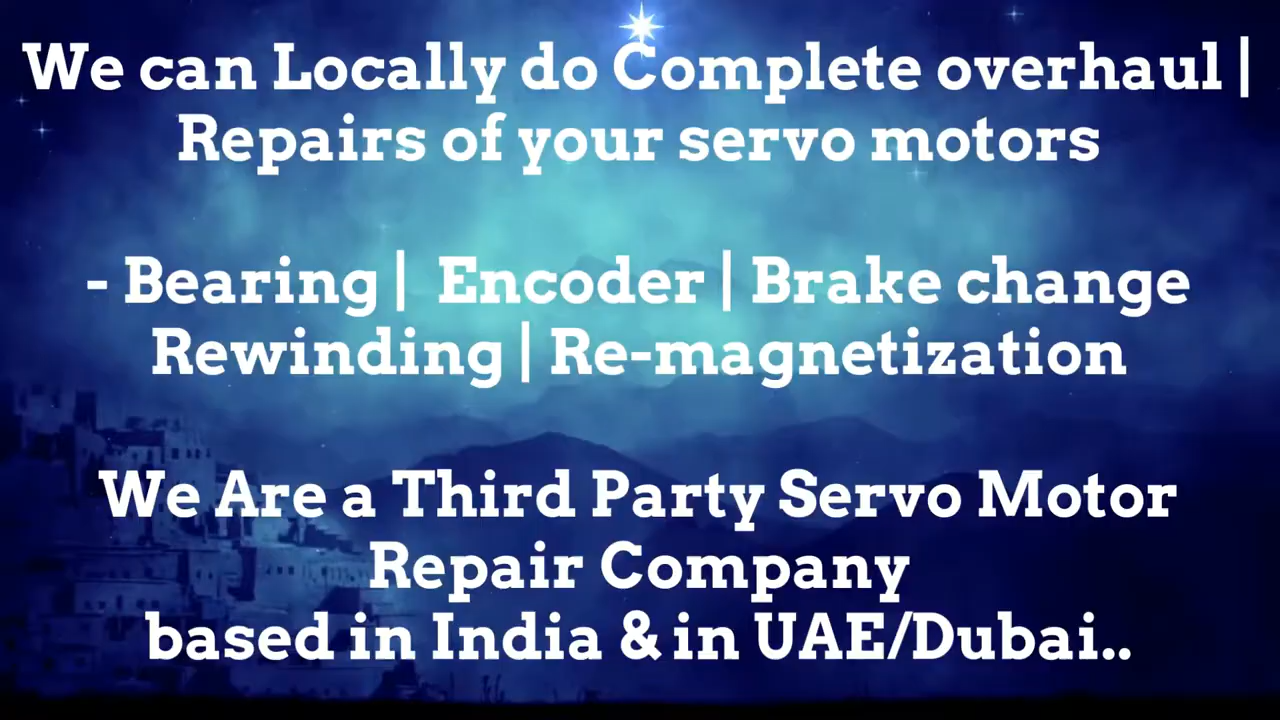 We can Locally do Complete overhaul |
Repairs of your servo motors
- Bearing | Encoder | Brake change
Rewinding | Re-magnetization
We Are a Third Party Servo Motor
Repair Company
based in India & in UAE/Dubai..